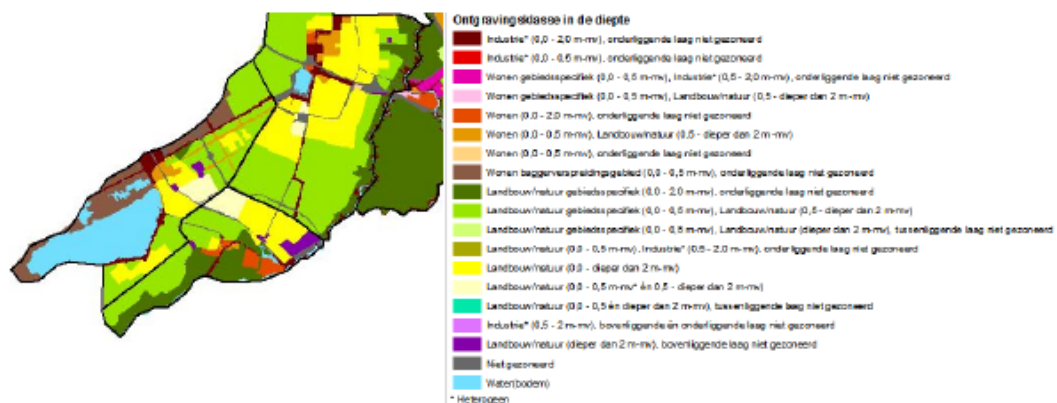 Ontgravingsklasse in de diepte
Industrie* (0,0 - 2,0 m-mv), onderliggende laag niet gezoneerd
Industrie* (0,0 - 0,5 m-mv), onderliggende laag niet gezoneerd
Wonen gebiedsspecifiek (0,0 - 0,5 m-mv), Industrie* (0,5 - 2,0 m-mv), onderliggende laag niet gezoneerd
Wonen gebiedsspecifiek (0,0 - 0,5 m-mv), Landbouw/natuur (0,5 - dieper dan 2 m-mv)
Wonen (0,0 - 2,0 m-mv), onderliggende laag niet gezoneerd
Wonen (0,0 - 0,5 m-mv), Landbouw/natuur (0,5 - dieper dan 2 m-mv)
Wonen (0,0 - 0,5 m-mv), onderliggende laag niet gezoneerd
Wonen baggerverspreidingsgebied (0,0 - 0,5 m-mv), onderliggende laag niet gezoneerd
Landbouw/natuur gebiedsspecifiek (0,0 - 2,0 m-mv), onderliggende laag niet gezoneerd
Landbouw/natuur gebiedsspecifiek (0,0 - 0,5 m-mv), Landbouw/natuur (0,5 - dieper dan 2 m-mv)
Landbouw/natuur gebiedsspecifiek (0,0 - 0,5 m-mv), Landbouw/natuur (dieper dan 2 m-mv), tussenliggende laag niet gezoneerd
Landbouw/natuur (0,0 - 0,5 m-mv), Industrie* (0,5 - 2,0 m-mv), onderliggende laag niet gezoneerd
Landbouw/natuur (0,0 - dieper dan 2 m-mv)
Landbouw/natuur (0,0 - 0,5 m-mv* én 0,5 - dieper dan 2 m-mv)
Landbouw/natuur (0,0 - 0,5 én dieper dan 2 m-mv), tussenliggende laag niet gezoneerd
Industrie* (0,5 - 2 m-mv), bovenliggende én onderliggende laag niet gezoneerd
Landbouw/natuur (dieper dan 2 m-mv), bovenliggende laag niet gezoneerd
Niet gezoneerd
Water(bodem)
* Heterogeen